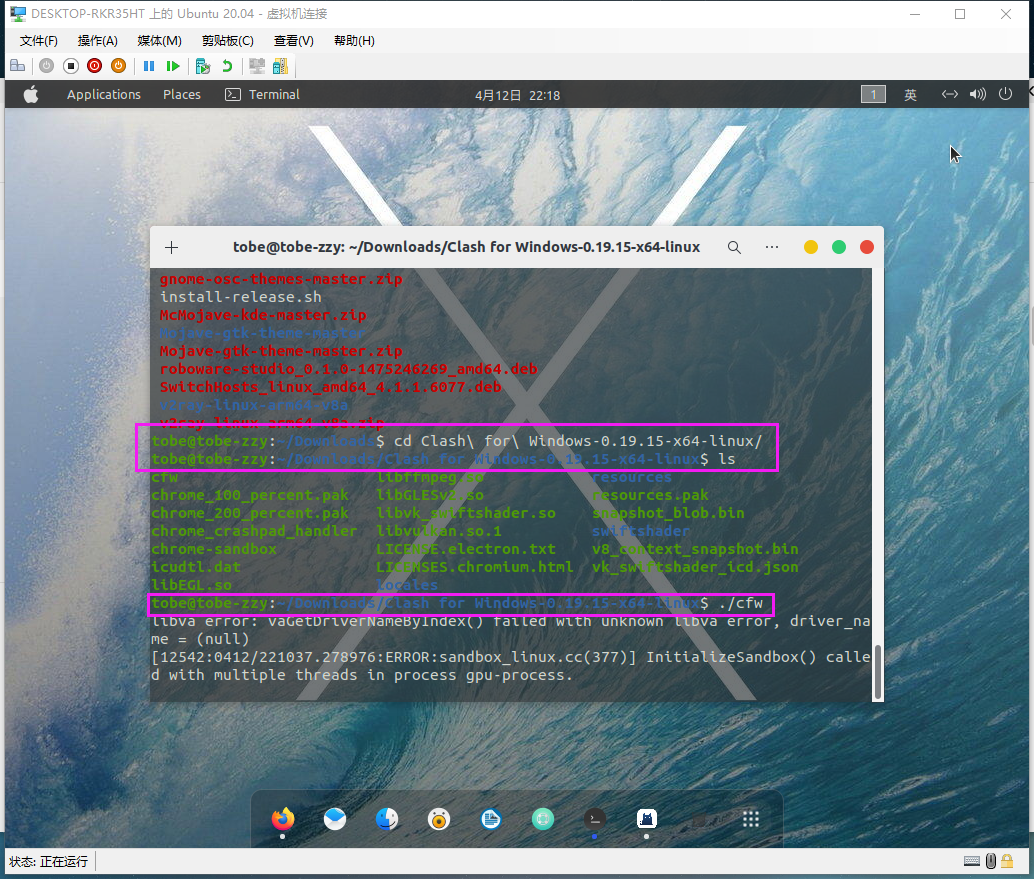 DESKTOP-RKR35HT 上的 Ubuntu 20.04 - 虚拟机连接
文件(F) 操作(A) 媒体(M) 剪贴板(C) 查看(V) 帮助(H)
Applications Places Terminal 4月12日 22:18 1 英
tobe@tobe-zzy: ~/Downloads/Clash for Windows-0.19.15-x64-linux
gnome-osc-themes-master.zip
install-release.sh
McMojave-kde-master.zip
Mojave-gtk-theme-master
Mojave-gtk-theme-master.zip
roboware-studio_0.1.0-1475246269_amd64.deb
SwitchHosts_linux_amd64_4.1.1.6077.deb
v2ray-linux-arm64-v8a
v2ray-linux-arm64-v8a.zip
tobe@tobe-zzy:~/Downloads$ cd Clash\ for\ Windows-0.19.15-x64-linux/
tobe@tobe-zzy:~/Downloads/Clash for Windows-0.19.15-x64-linux$ ls
cfw libffmpeg.so resources
chrome_100_percent.pak libGLESv2.so resources.pak
chrome_200_percent.pak libvk_swiftshader.so snapshot_blob.bin
chrome_crashpad_handler libvulkan.so.1 swiftshader
chrome-sandbox LICENSE.electron.txt v8_context_snapshot.bin
icudtl.dat LICENSES.chromium.html vk_swiftshader_icd.json
libEGL.so locales
tobe@tobe-zzy:~/Downloads/Clash for Windows-0.19.15-x64-linux$ ./cfw
libva error: vaGetDriverNameByIndex() failed with unknown libva error, driver_na
me = (null)
[12542:0412/221037.278976:ERROR:sandbox_linux.cc(377)] InitializeSandbox() calle
d with multiple threads in process gpu-process.
状态: 正在运行